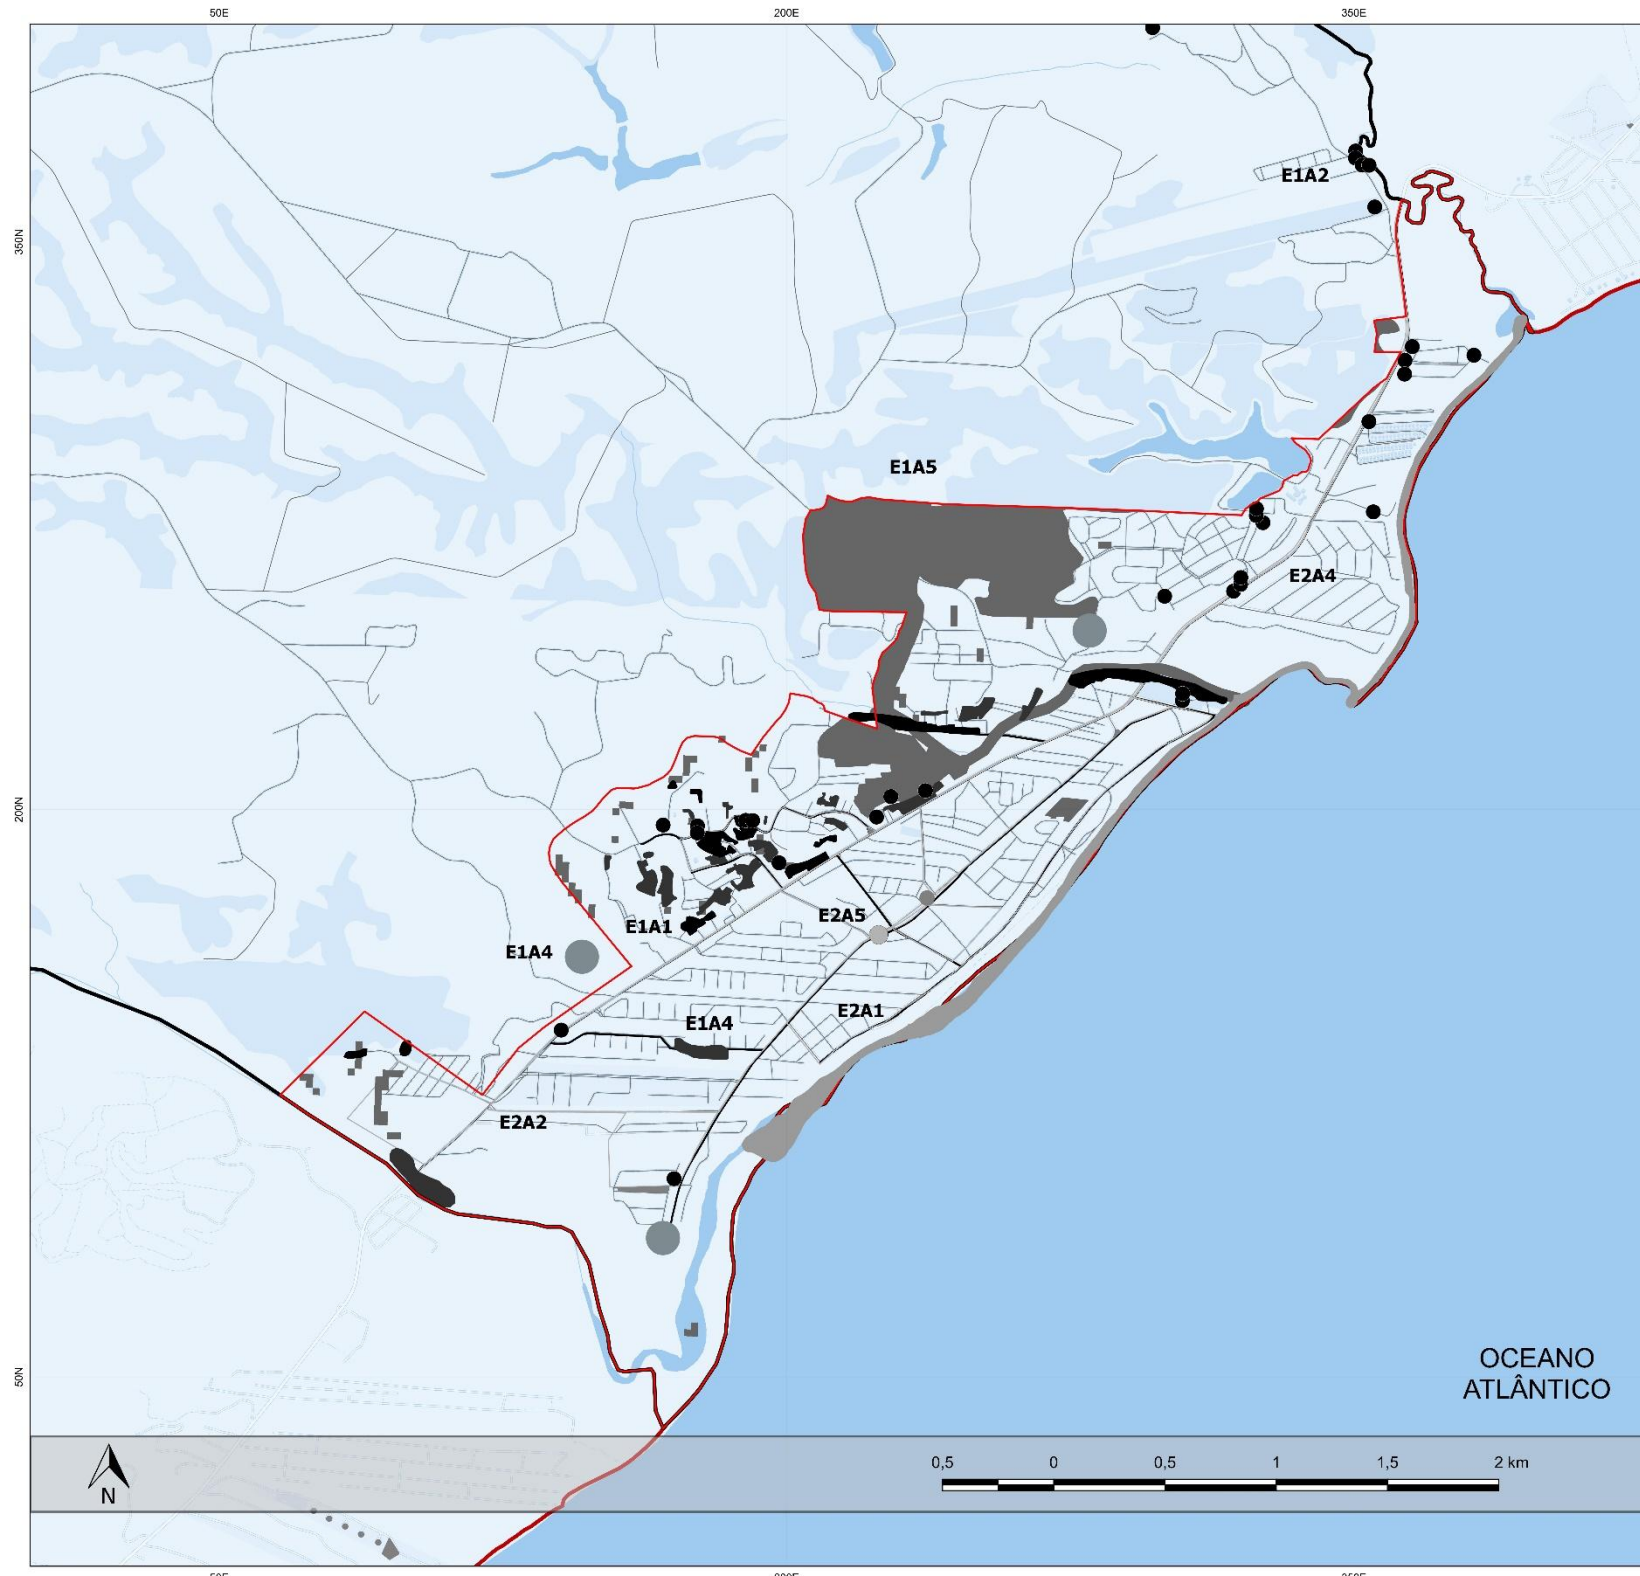 50E 200E 350E
E1A2
350N
E1A5
E2A4
200N
E1A1
E2A5
E1A4
E2A1
E1A4
E2A2
OCEANO
ATLÂNTICO
50N
0,5 0 0,5 1 1,5 2 km
N